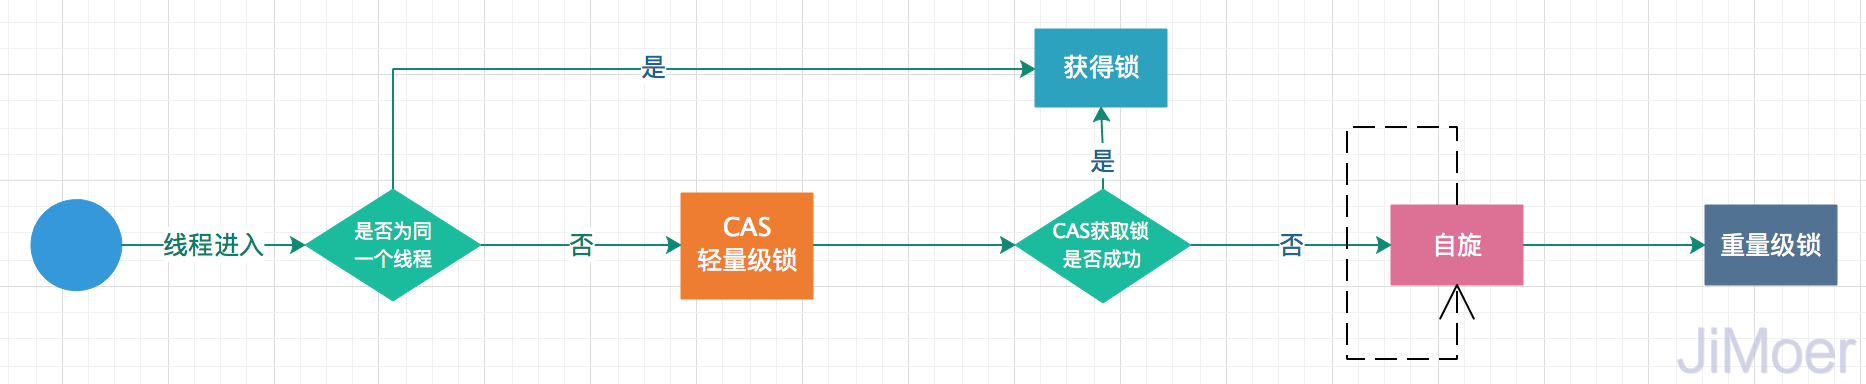 是
获得锁
是
线程进入
是否为同
一个线程
否
CAS
轻量级锁
CAS获取锁
是否成功
否
自旋
重量级锁
JiMoer